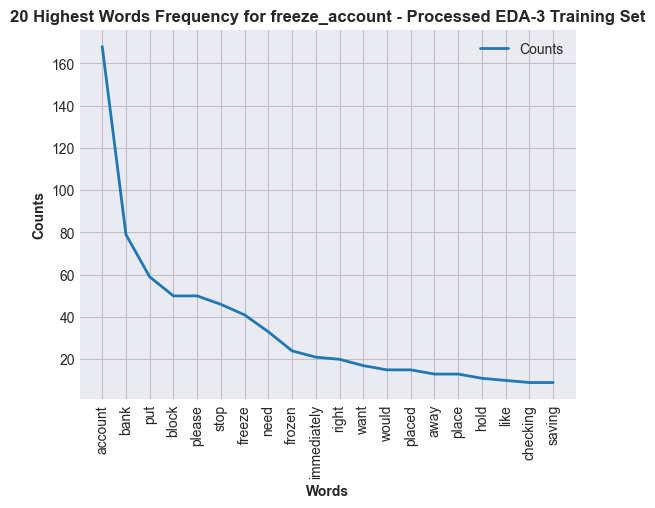 20 Highest Words Frequency for freeze_account - Processed EDA-3 Training Set
Counts
160
140
120
100
80
60
40
20
Counts
account
bank
put
block
please
stop
freeze
need
frozen
immediately
right
want
would
placed
away
place
hold
like
checking
saving
Words